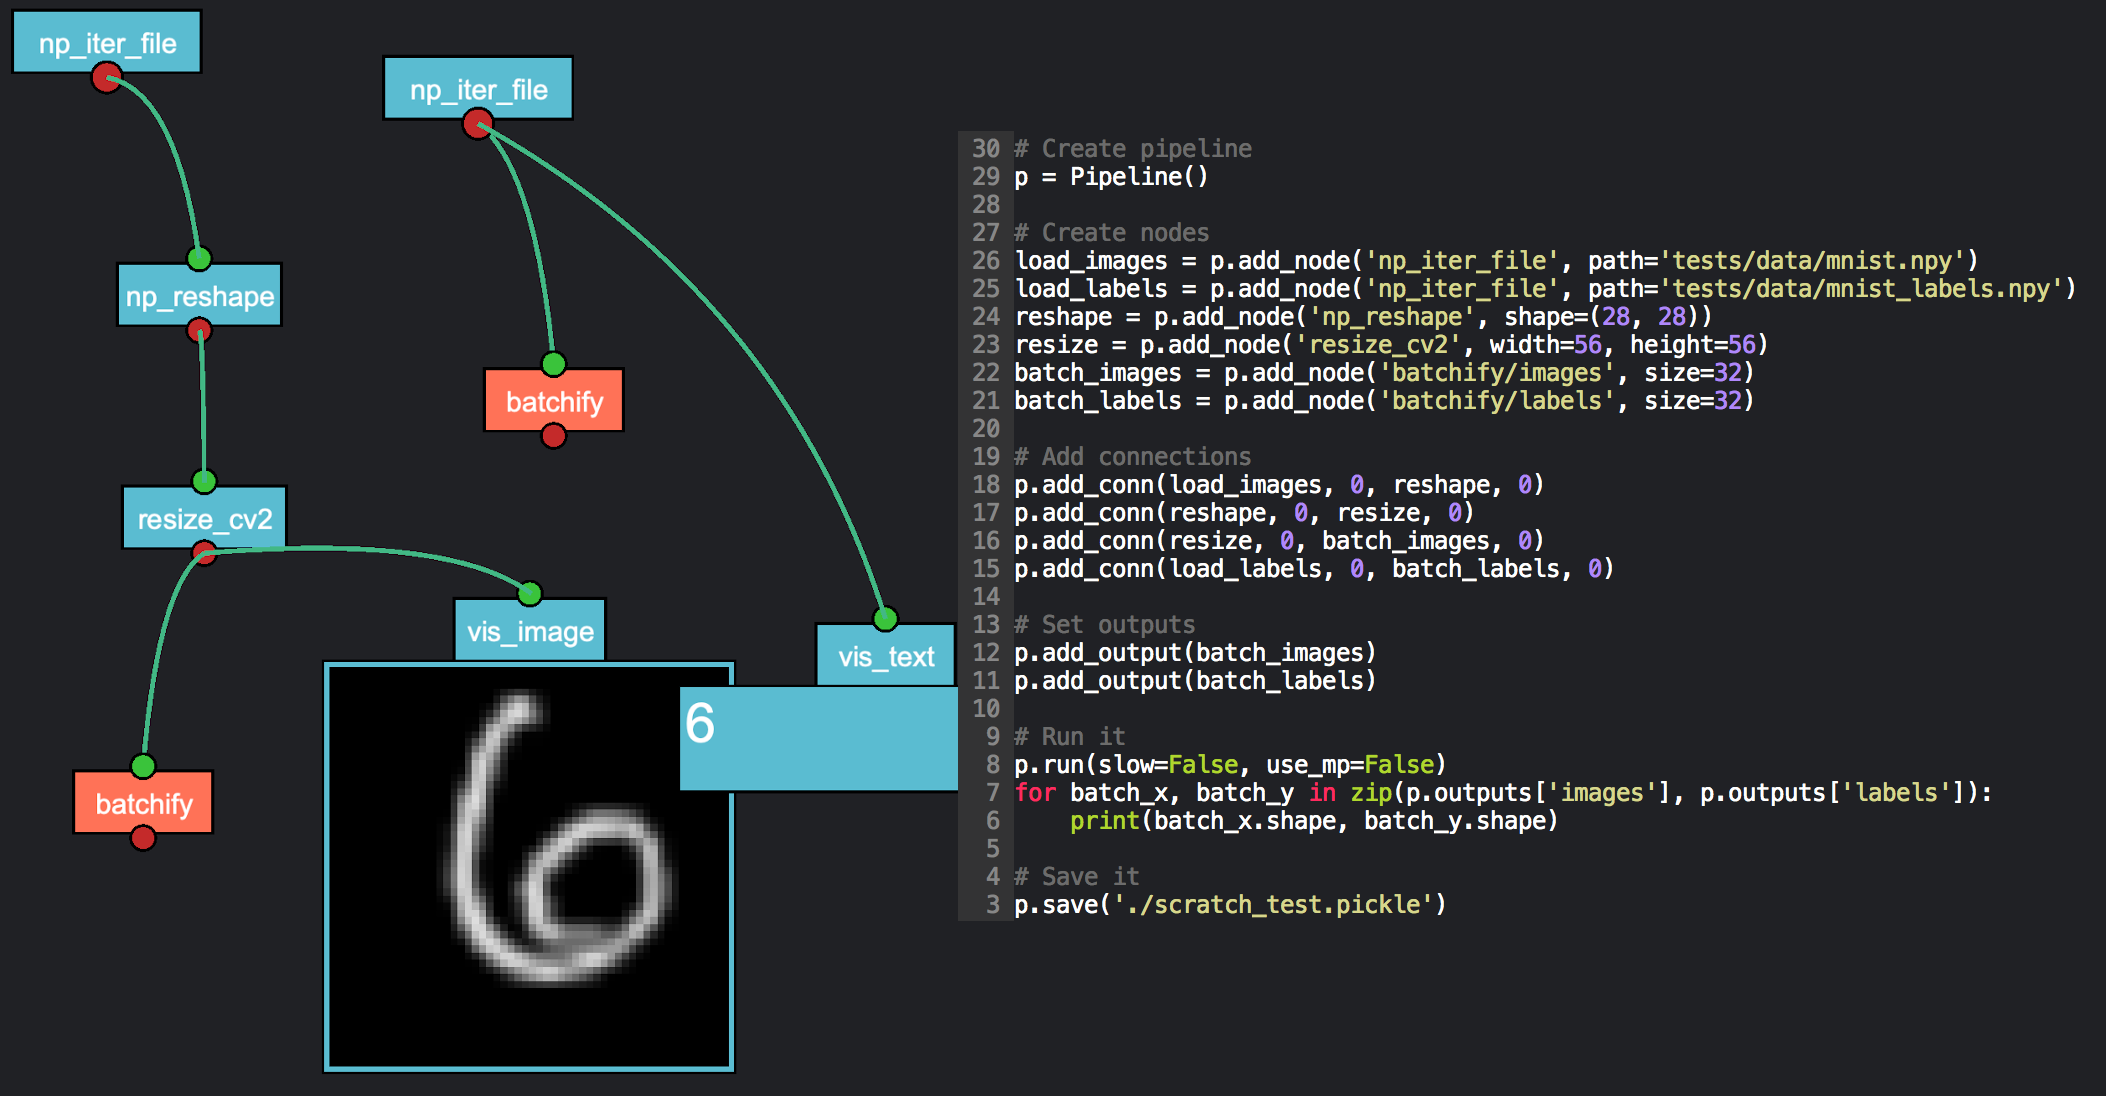 np_iter_file
np_iter_file
np_reshape
batchify
resize_cv2
vis_image
vis_text
6
batchify
30 # Create pipeline
29 p = Pipeline()
28
27 # Create nodes
26 load_images = p.add_node('np_iter_file', path='tests/data/mnist.npy')
25 load_labels = p.add_node('np_iter_file', path='tests/data/mnist_labels.npy')
24 reshape = p.add_node('np_reshape', shape=(28, 28))
23 resize = p.add_node('resize_cv2', width=56, height=56)
22 batch_images = p.add_node('batchify/images', size=32)
21 batch_labels = p.add_node('batchify/labels', size=32)
20
19 # Add connections
18 p.add_conn(load_images, 0, reshape, 0)
17 p.add_conn(reshape, 0, resize, 0)
16 p.add_conn(resize, 0, batch_images, 0)
15 p.add_conn(load_labels, 0, batch_labels, 0)
14
13 # Set outputs
12 p.add_output(batch_images)
11 p.add_output(batch_labels)
10
9 # Run it
8 p.run(slow=False, use_mp=False)
7 for batch_x, batch_y in zip(p.outputs['images'], p.outputs['labels']):
6     print(batch_x.shape, batch_y.shape)
5
4 # Save it
3 p.save('./scratch_test.pickle')
6